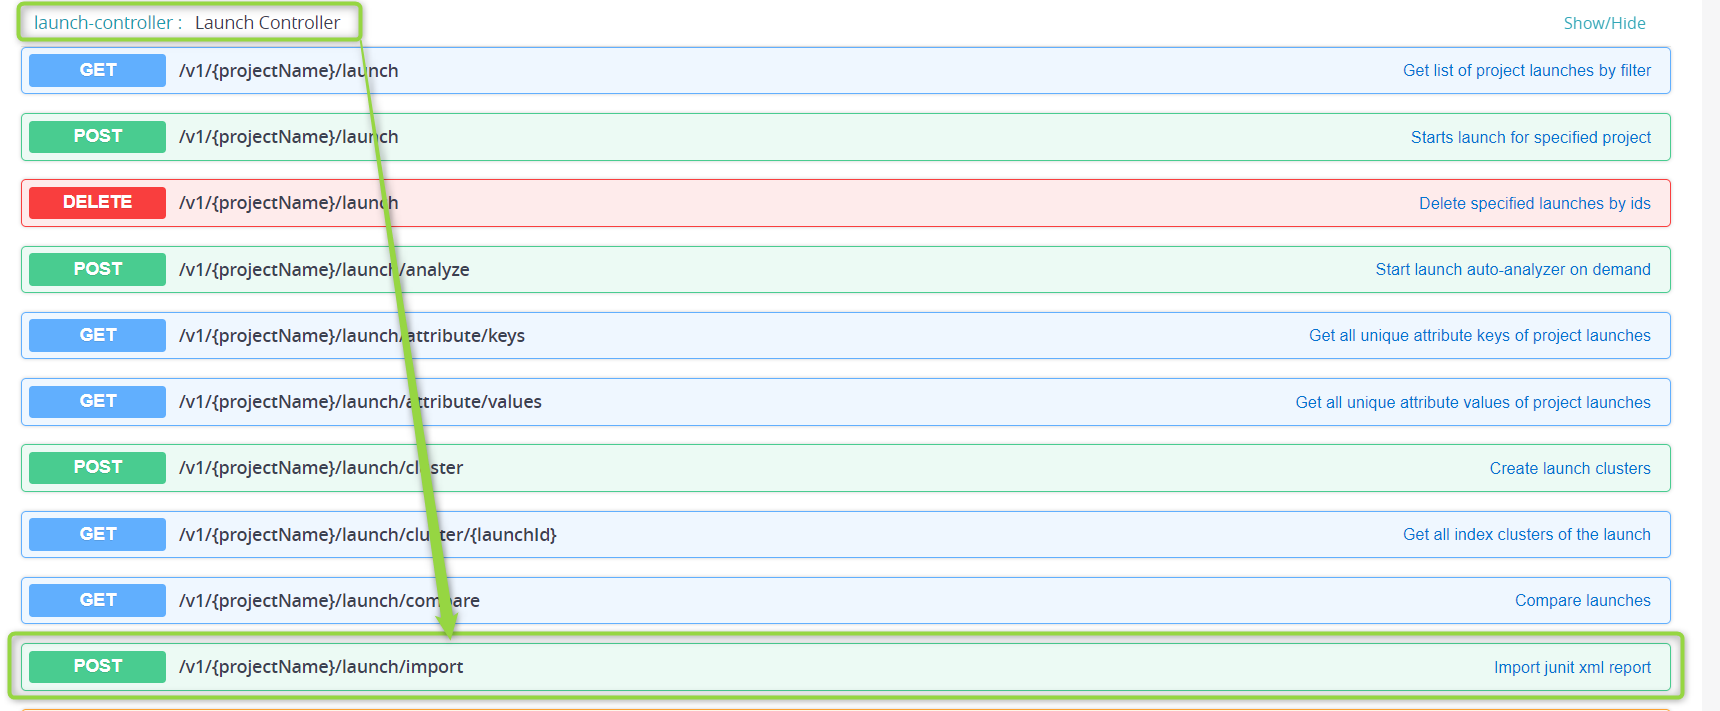 launch-controller : Launch Controller Show/Hide
GET /v1/{projectName}/launch Get list of project launches by filter
POST /v1/{projectName}/launch Starts launch for specified project
DELETE /v1/{projectName}/launch Delete specified launches by ids
POST /v1/{projectName}/launch/analyze Start launch auto-analyzer on demand
GET /v1/{projectName}/launch/attribute/keys Get all unique attribute keys of project launches
GET /v1/{projectName}/launch/attribute/values Get all unique attribute values of project launches
POST /v1/{projectName}/launch/cluster Create launch clusters
GET /v1/{projectName}/launch/cluster/{launchId} Get all index clusters of the launch
GET /v1/{projectName}/launch/compare Compare launches
POST /v1/{projectName}/launch/import Import junit xml report